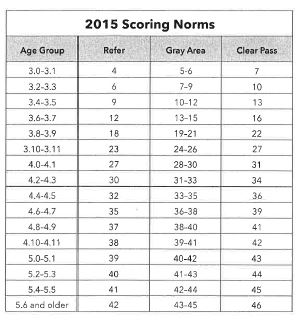 2015 Scoring Norms
Age Group Refer Gray Area Clear Pass
3.0-3.1 4 5-6 7
3.2-3.3 6 7-9 10
3.4-3.5 9 10-12 13
3.6-3.7 12 13-15 16
3.8-3.9 18 19-21 22
3.10-3.11 23 24-26 27
4.0-4.1 27 28-30 31
4.2-4.3 30 31-33 34
4.4-4.5 32 33-35 36
4.6-4.7 35 36-38 39
4.8-4.9 37 38-40 41
4.10-4.11 38 39-41 42
5.0-5.1 39 40-42 43
5.2-5.3 40 41-43 44
5.4-5.5 41 42-44 45
5.6 and older 42 43-45 46